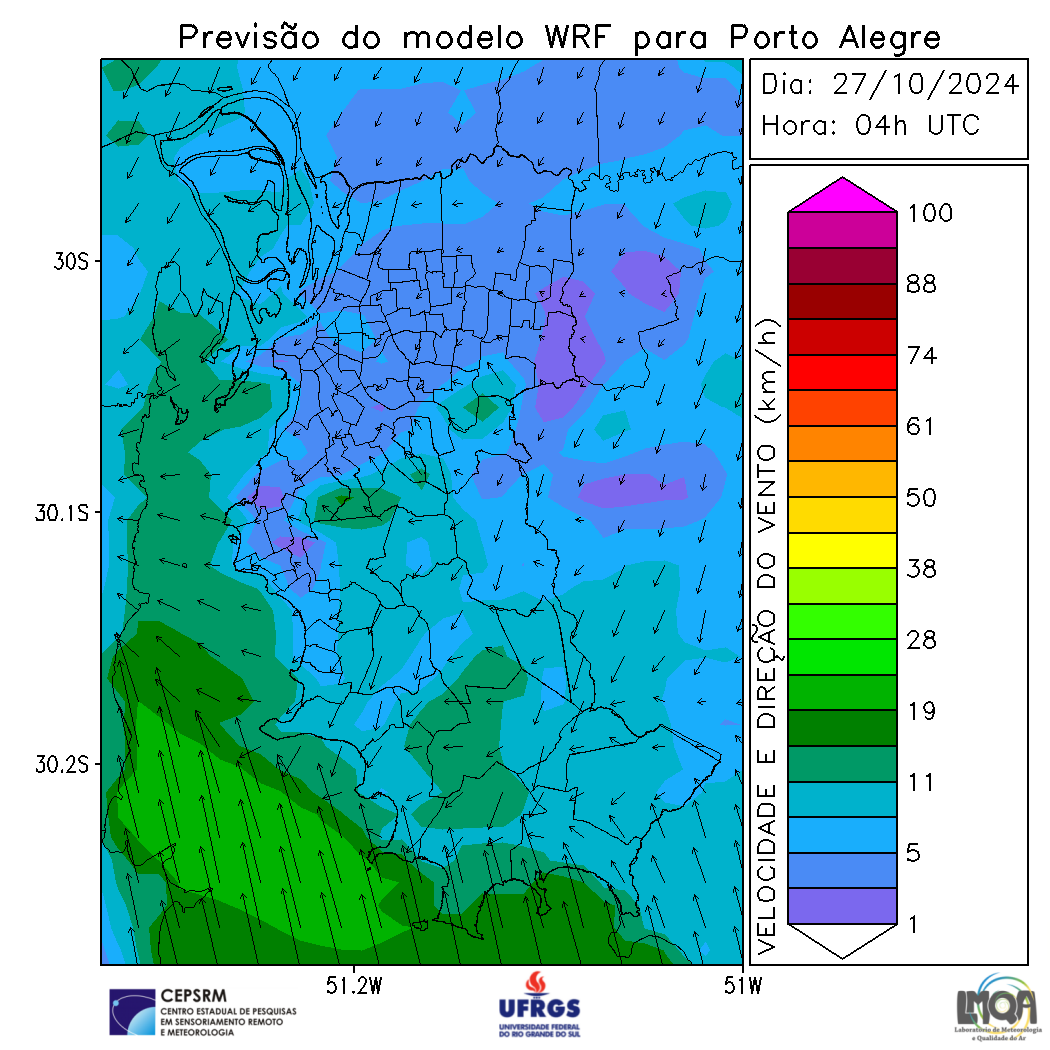 Previsão do modelo WRF para Porto Alegre
Dia: 27/10/2024
Hora: 04h UTC
VELOCIDADE E DIREÇÃO DO VENTO (km/h)
100
88
74
61
50
38
28
19
11
5
1
30S
30.1S
30.2S
51.2W
51W
CEPSRM
CENTRO ESTADUAL DE PESQUISAS
EM SENSORIAMENTO REMOTO
E METEOROLOGIA
UFRGS
UNIVERSIDADE FEDERAL
DO RIO GRANDE DO SUL
LMQA
Laboratório de Meteorologia
e Qualidade do Ar